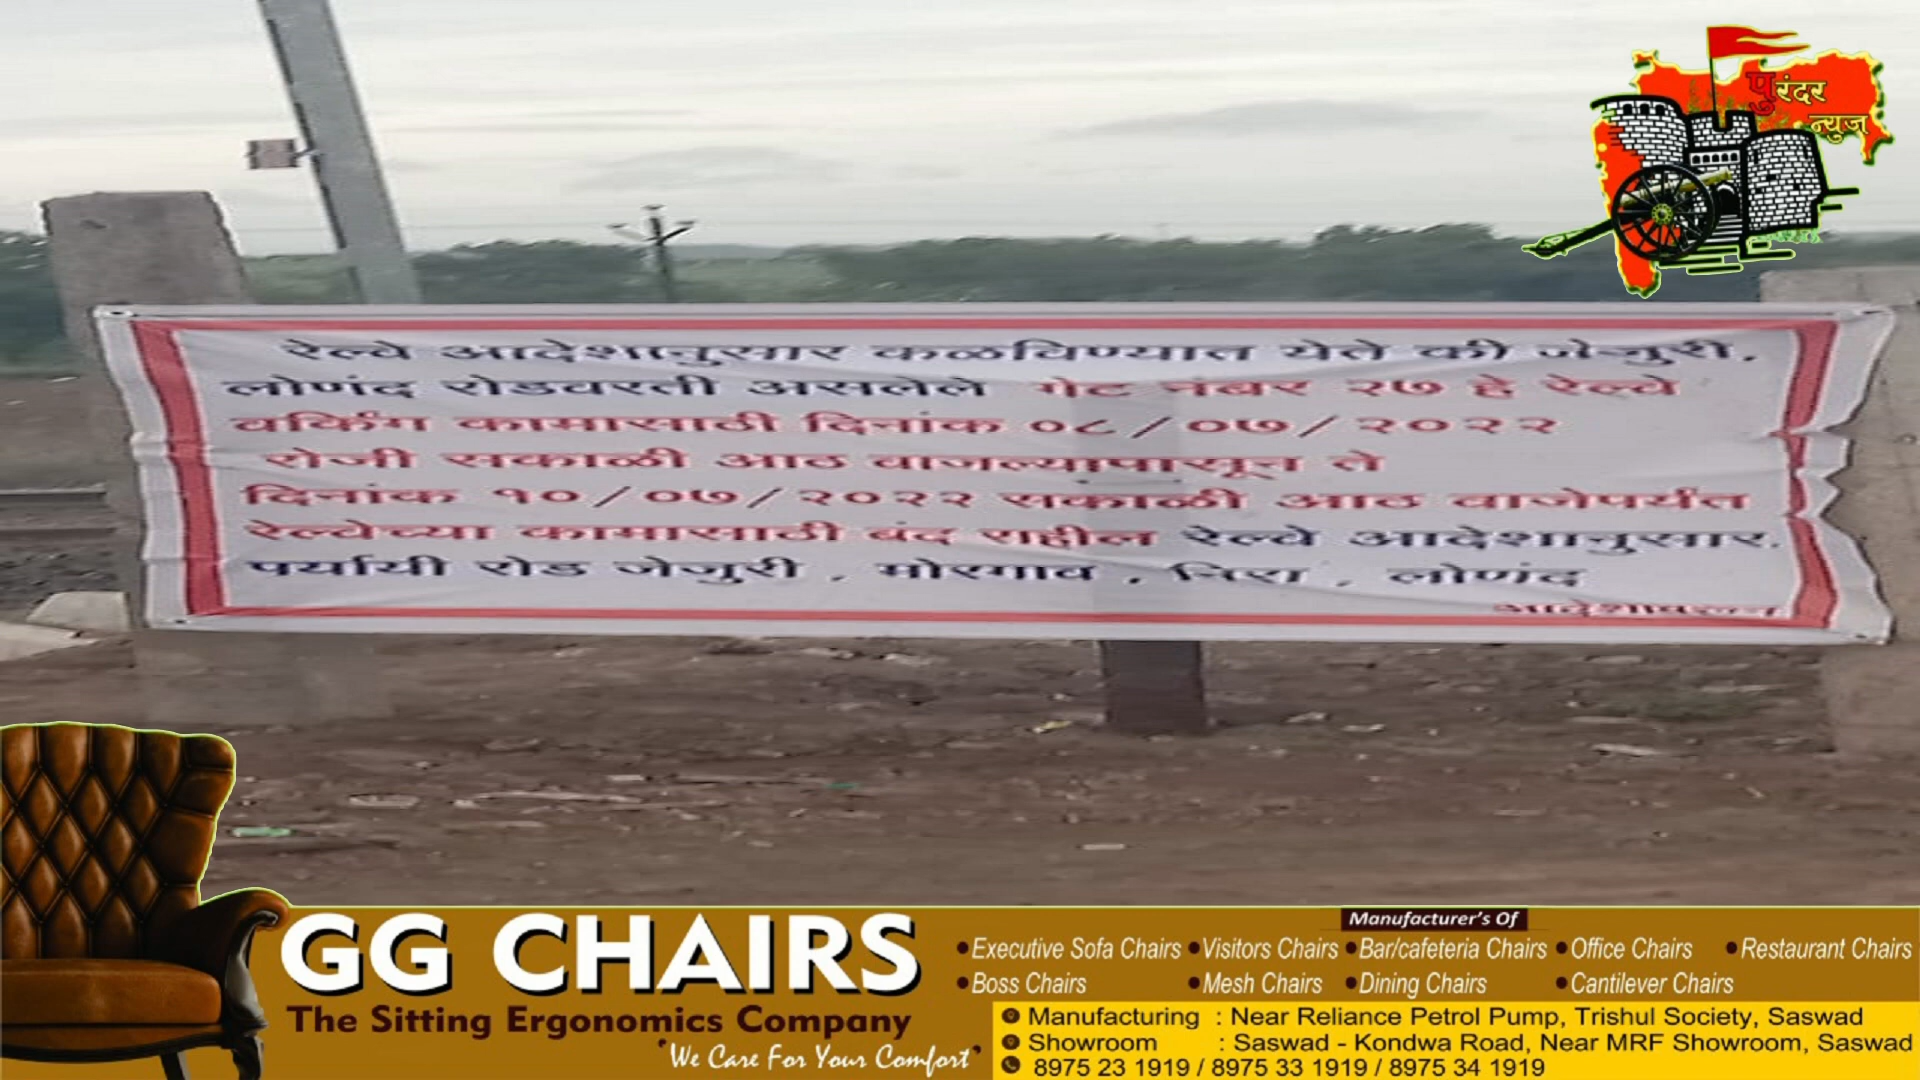 पुरंदर
न्युज
रेल्वे आदेशानुसार कळविण्यात येते की जेजुरी,
लोणंद रोडवरती असलेले गेट नंबर २७ हे रेल्वे
वर्किंग कामासाठी दिनांक ०८/०७/२०२२
रोजी सकाळी आठ वाजल्यापासून ते
दिनांक १०/०७/२०२२ सकाळी आठ वाजेपर्यंत
रेल्वेच्या कामासाठी बंद राहील रेल्वे आदेशानुसार.
पर्यायी रोड जेजुरी , मोरगाव , निरा , लोणंद
GG CHAIRS
The Sitting Ergonomics Company
"We Care For Your Comfort"
Manufacturer's Of
•Executive Sofa Chairs •Visitors Chairs •Bar/cafeteria Chairs •Office Chairs •Restaurant Chairs
•Boss Chairs •Mesh Chairs •Dining Chairs •Cantilever Chairs
Manufacturing : Near Reliance Petrol Pump, Trishul Society, Saswad
Showroom : Saswad - Kondwa Road, Near MRF Showroom, Saswad
8975 23 1919 / 8975 33 1919 / 8975 34 1919